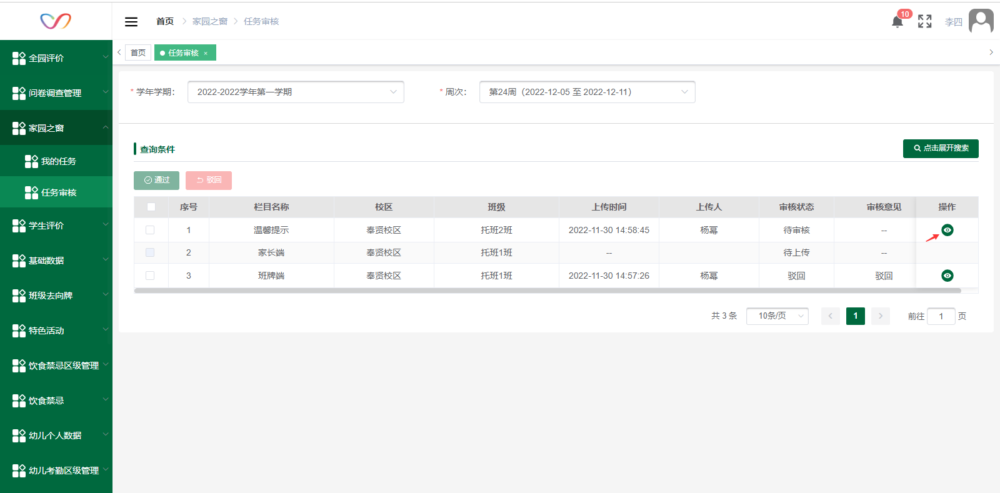 首页 家园之窗 任务审核
10
李四
全园评价
问卷调查管理
家园之窗
我的任务
任务审核
学生评价
基础数据
班级去向牌
特色活动
饮食禁忌区级管理
饮食禁忌
幼儿个人数据
幼儿考勤区级管理
首页 任务审核 ×
* 学年学期： 2022-2022学年第一学期 * 周次： 第24周（2022-12-05 至 2022-12-11）
查询条件 点击展开搜索
通过 驳回
序号 栏目名称 校区 班级 上传时间 上传人 审核状态 审核意见 操作
1 温馨提示 奉贤校区 托班2班 2022-11-30 14:58:45 杨幂 待审核 --
2 家长端 奉贤校区 托班1班 -- 待上传 --
3 班牌端 奉贤校区 托班1班 2022-11-30 14:57:26 杨幂 驳回 驳回
共 3 条 10条/页 1 前往 1 页